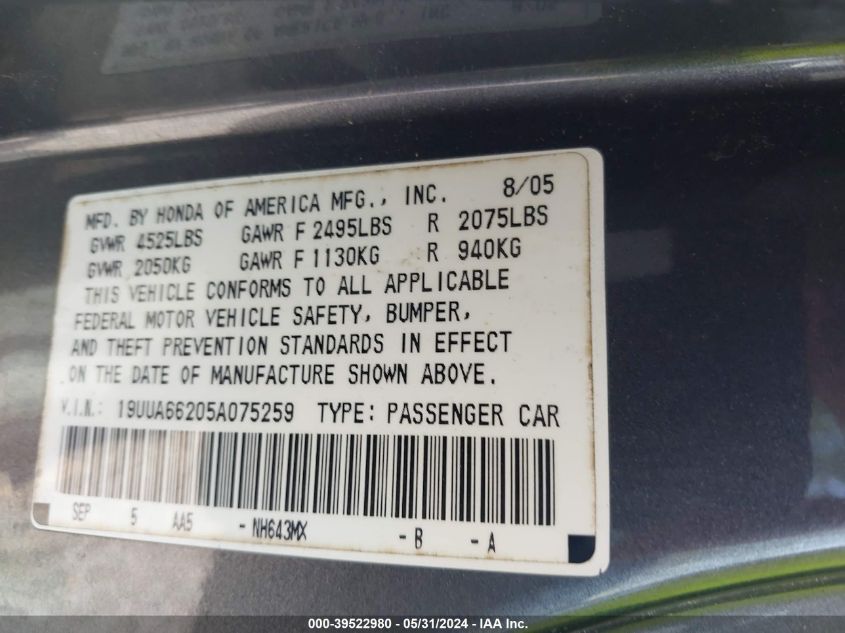 MFD. BY HONDA OF AMERICA MFG., INC. 8/05
GVWR 4525LBS GAWR F 2495LBS R 2075LBS
GVWR 2050KG GAWR F 1130KG R 940KG
THIS VEHICLE CONFORMS TO ALL APPLICABLE
FEDERAL MOTOR VEHICLE SAFETY, BUMPER,
AND THEFT PREVENTION STANDARDS IN EFFECT
ON THE DATE OF MANUFACTURE SHOWN ABOVE.
V.I.N.: 19UUA66205A075259 TYPE: PASSENGER CAR
SEP 5 AA5 - NH643MX - B - A
000-39522980 / 05/31/2024 - IAA Inc.